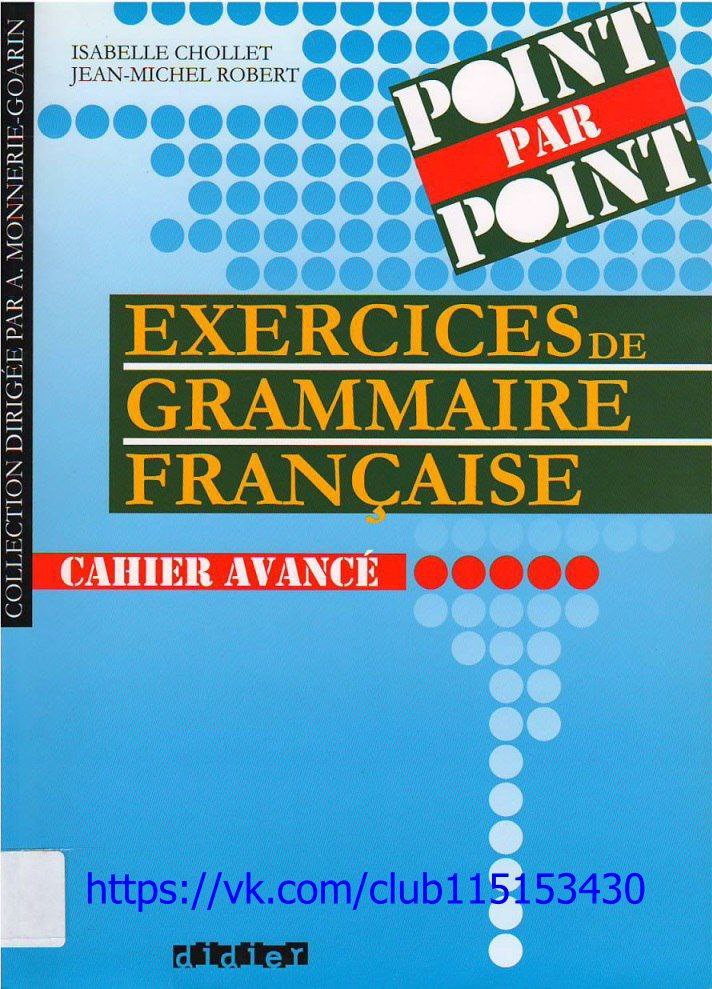 COLLECTION DIRIGÉE PAR A. MONNERIE-GOARIN
ISABELLE CHOLLET
JEAN-MICHEL ROBERT
POINT
PAR
POINT
EXERCICES DE
GRAMMAIRE
FRANÇAISE
CAHIER AVANCÉ
https://vk.com/club115153430
didier